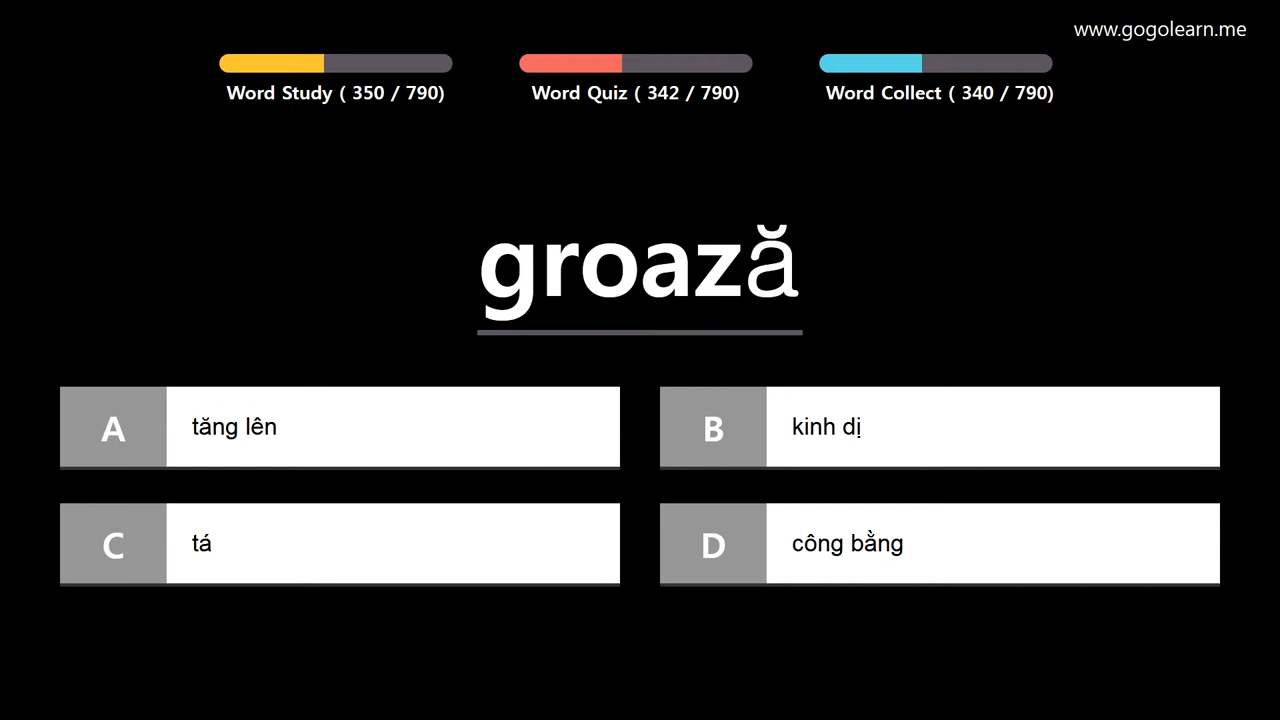 www.gogolearn.me
Word Study ( 350 / 790)
Word Quiz ( 342 / 790)
Word Collect ( 340 / 790)
groază
A tăng lên
B kinh dị
C tá
D công bằng